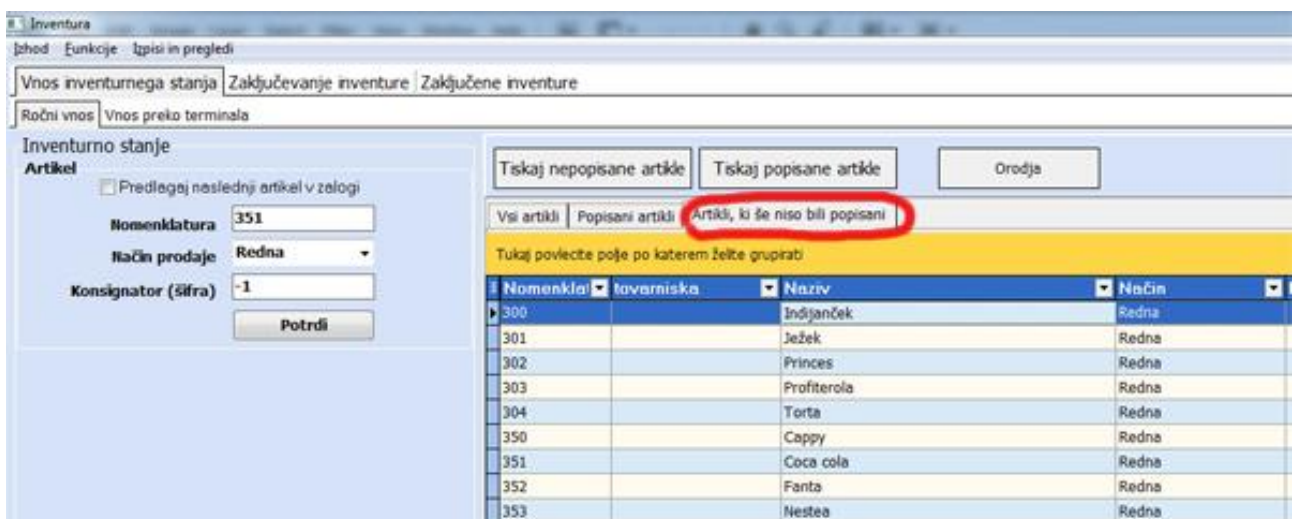 Inventura
Izhod Funkcije Izpisi in pregledi
Vnos inventurnega stanja Zaključevanje inventure Zaključene inventure
Ročni vnos Vnos preko terminala
Inventurno stanje
Artikel
Predlagaj naslednji artikel v zalogi
Nomenklatura 351
Način prodaje Redna
Konsignator (šifra) -1
Potrdi
Tiskaj nepopisane artikle Tiskaj popisane artikle Orodja
Vsi artikli Popisani artikli Artikli, ki še niso bili popisani
Tukaj povlecite polje po katerem želite grupirati
Nomenklat tovarniska Naziv Način
300 Indijanček Redna
301 Ježek Redna
302 Princes Redna
303 Profiterola Redna
304 Torta Redna
350 Cappy Redna
351 Coca cola Redna
352 Fanta Redna
353 Nestea Redna